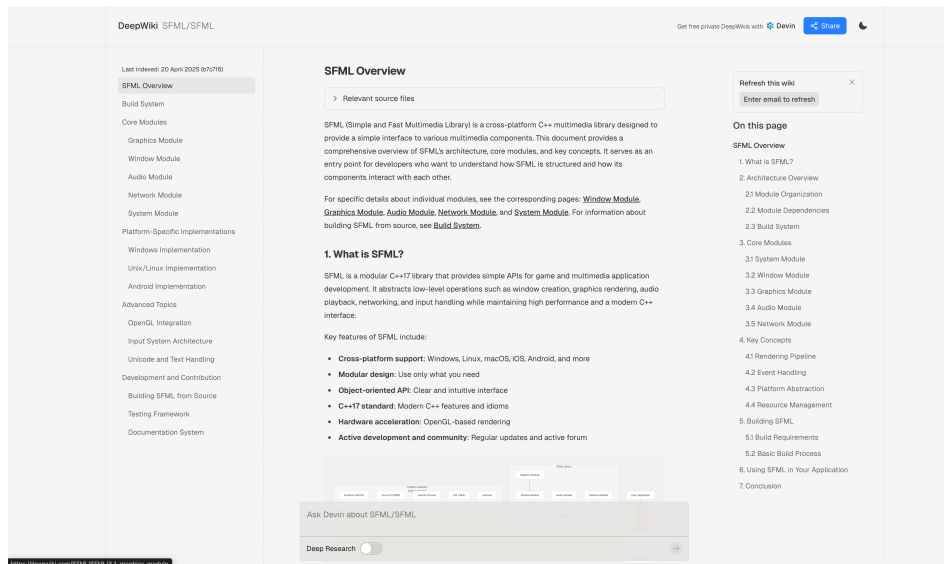 DeepWiki SFML/SFML
Get free private DeepWikis with Devin
Share
Last indexed: 20 April 2025 (b7c716)
SFML Overview
Build System
Core Modules
Graphics Module
Window Module
Audio Module
Network Module
System Module
Platform-Specific Implementations
Windows Implementation
Unix/Linux Implementation
Android Implementation
Advanced Topics
OpenGL Integration
Input System Architecture
Unicode and Text Handling
Development and Contribution
Building SFML from Source
Testing Framework
Documentation System
SFML Overview
Relevant source files
SFML (Simple and Fast Multimedia Library) is a cross-platform C++ multimedia library designed to
provide a simple interface to various multimedia components. This document provides a
comprehensive overview of SFML's architecture, core modules, and key concepts. It serves as an
entry point for developers who want to understand how SFML is structured and how its
components interact with each other.
For specific details about individual modules, see the corresponding pages: Window Module,
Graphics Module, Audio Module, Network Module, and System Module. For information about
building SFML from source, see Build System.
1. What is SFML?
SFML is a modular C++17 library that provides simple APIs for game and multimedia application
development. It abstracts low-level operations such as window creation, graphics rendering, audio
playback, networking, and input handling while maintaining high performance and a modern C++
interface.
Key features of SFML include:
• Cross-platform support: Windows, Linux, macOS, iOS, Android, and more
• Modular design: Use only what you need
• Object-oriented API: Clear and intuitive interface
• C++17 standard: Modern C++ features and idioms
• Hardware acceleration: OpenGL-based rendering
• Active development and community: Regular updates and active forum
Graphics Module
Ask Devin about SFML/SFML
Deep Research
Refresh this wiki
Enter email to refresh
On this page
SFML Overview
1. What is SFML?
2. Architecture Overview
2.1 Module Organization
2.2 Module Dependencies
2.3 Build System
3. Core Modules
3.1 System Module
3.2 Window Module
3.3 Graphics Module
3.4 Audio Module
3.5 Network Module
4. Key Concepts
4.1 Rendering Pipeline
4.2 Event Handling
4.3 Platform Abstraction
4.4 Resource Management
5. Building SFML
5.1 Build Requirements
5.2 Basic Build Process
6. Using SFML in Your Application
7. Conclusion